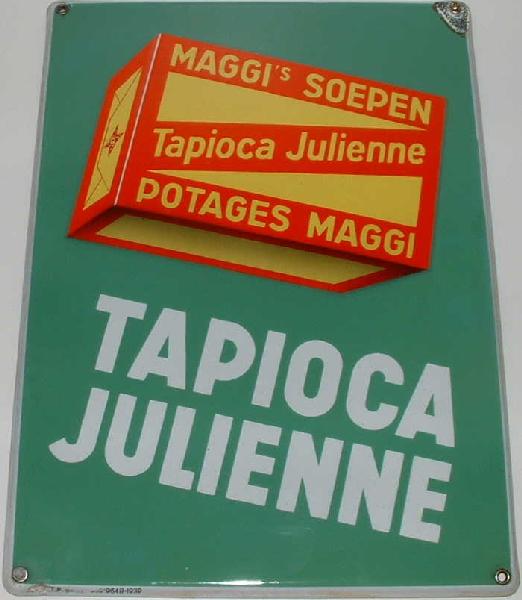 MAGGI's SOEPEN
Tapioca Julienne
POTAGES MAGGI
TAPIOCA
JULIENNE